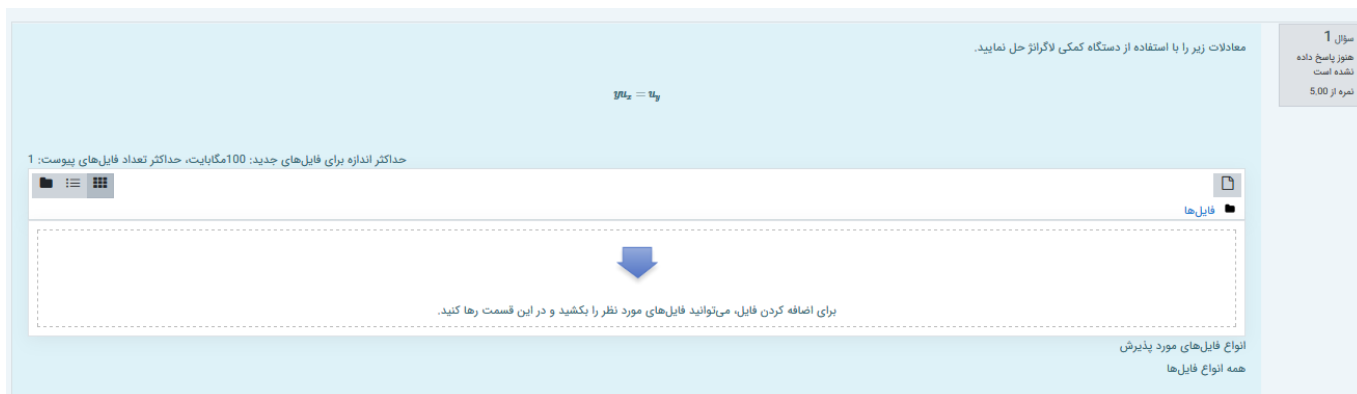 سؤال 1
هنوز پاسخ داده
نشده است
نمره از 5,00
معادلات زیر را با استفاده از دستگاه کمکی لاگرانژ حل نمایید.
yuₓ = uᵧ
حداکثر اندازه برای فایل‌های جدید: 100مگابایت، حداکثر تعداد فایل‌های پیوست: 1
فایل‌ها
برای اضافه کردن فایل، می‌توانید فایل‌های مورد نظر را بکشید و در این قسمت رها کنید.
انواع فایل‌های مورد پذیرش
همه انواع فایل‌ها